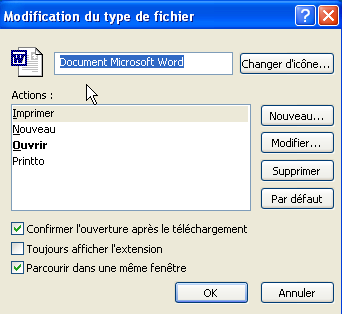 Modification du type de fichier
Document Microsoft Word
Changer d'icône...
Actions :
Imprimer
Nouveau
Ouvrir
Printto
Nouveau...
Modifier...
Supprimer
Par défaut
Confirmer l'ouverture après le téléchargement
Toujours afficher l'extension
Parcourir dans une même fenêtre
OK
Annuler